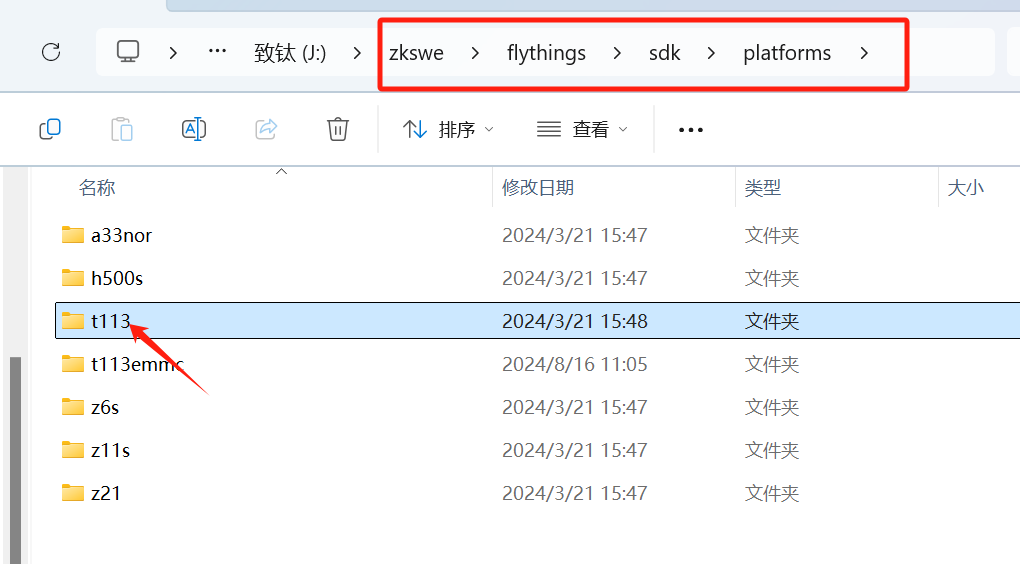 … 致钛 (J:) zkswe flythings sdk platforms
排序 查看
名称 修改日期 类型 大小
a33nor 2024/3/21 15:47 文件夹
h500s 2024/3/21 15:47 文件夹
t113 2024/3/21 15:48 文件夹
t113emmc 2024/8/16 11:05 文件夹
z6s 2024/3/21 15:47 文件夹
z11s 2024/3/21 15:47 文件夹
z21 2024/3/21 15:47 文件夹